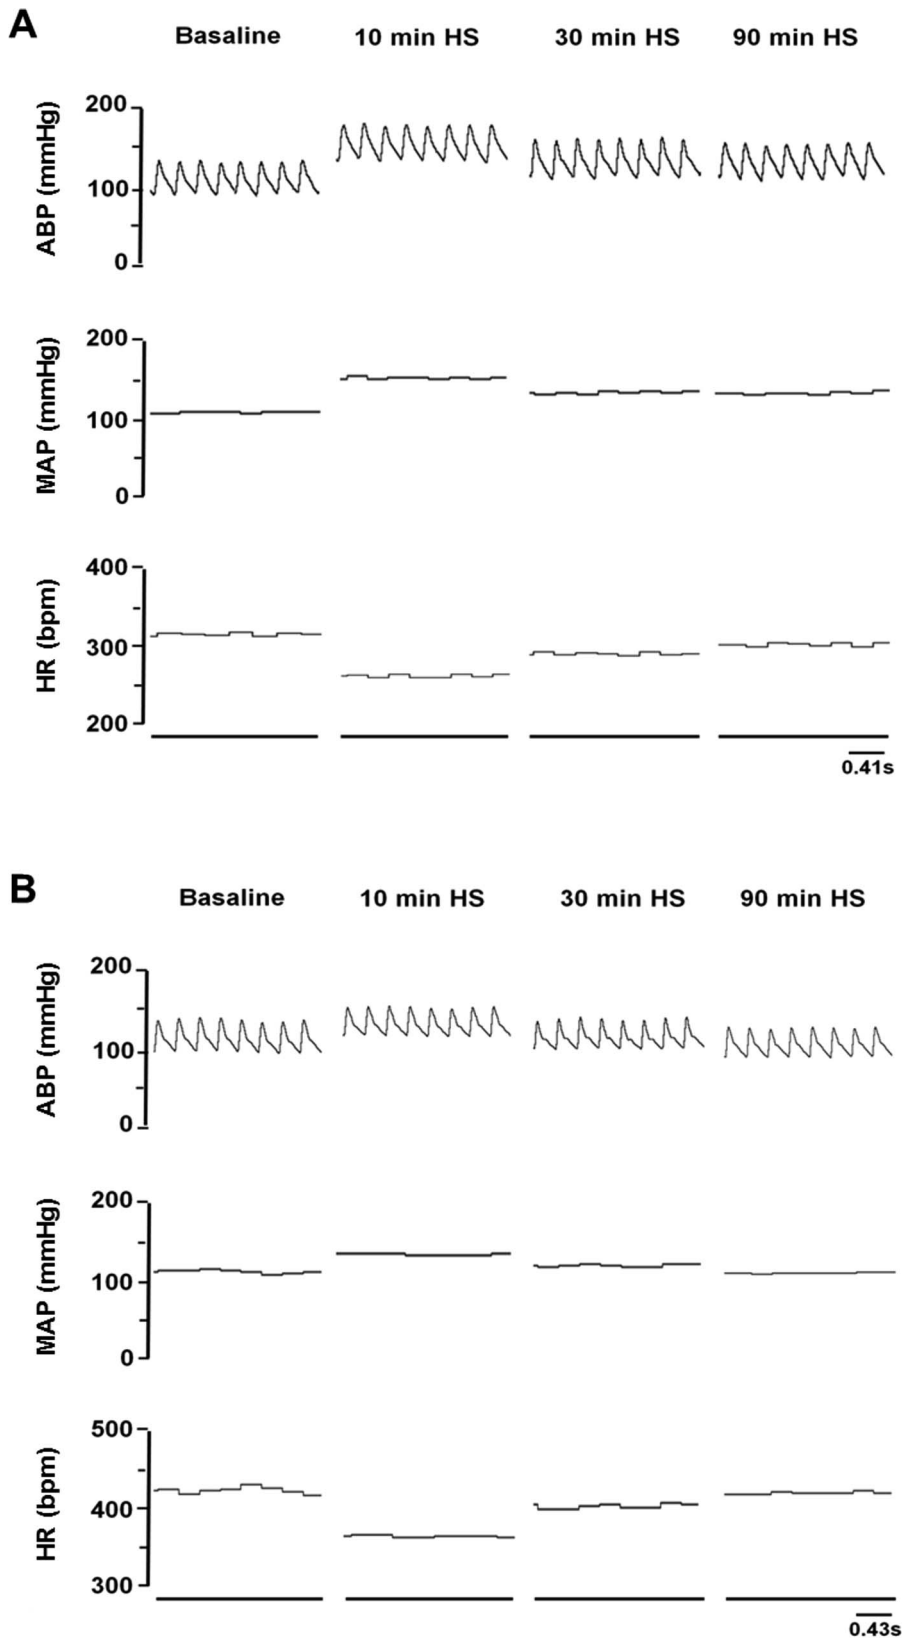 A
Basaline 10 min HS 30 min HS 90 min HS
ABP (mmHg)
200
100
0
MAP (mmHg)
200
100
0
HR (bpm)
400
300
200
0.41s
B
Basaline 10 min HS 30 min HS 90 min HS
ABP (mmHg)
200
100
0
MAP (mmHg)
200
100
0
HR (bpm)
500
400
300
0.43s